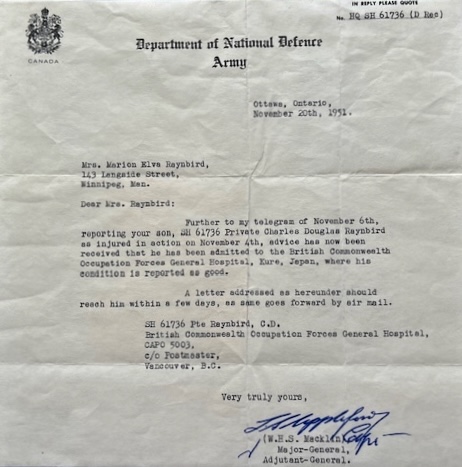 IN REPLY PLEASE QUOTE
No. HQ SH 61736 (D Rec)
CANADA
Department of National Defence
Army
Ottawa, Ontario,
November 20th, 1951.
Mrs. Marion Elva Raynbird,
143 Langside Street,
Winnipeg, Man.
Dear Mrs. Raynbird:
Further to my telegram of November 6th,
reporting your son, SH 61736 Private Charles Douglas Raynbird
as injured in action on November 4th, advice has now been
received that he has been admitted to the British Commonwealth
Occupation Forces General Hospital, Kure, Japan, where his
condition is reported as good.
A letter addressed as hereunder should
reach him within a few days, as same goes forward by air mail.
SH 61736 Pte Raynbird, C.D.
British Commonwealth Occupation Forces General Hospital,
CAPO 5003,
c/o Postmaster,
Vancouver, B.C.
Very truly yours,
Capt
(W.H.S. Macklin)
Major-General,
Adjutant-General.